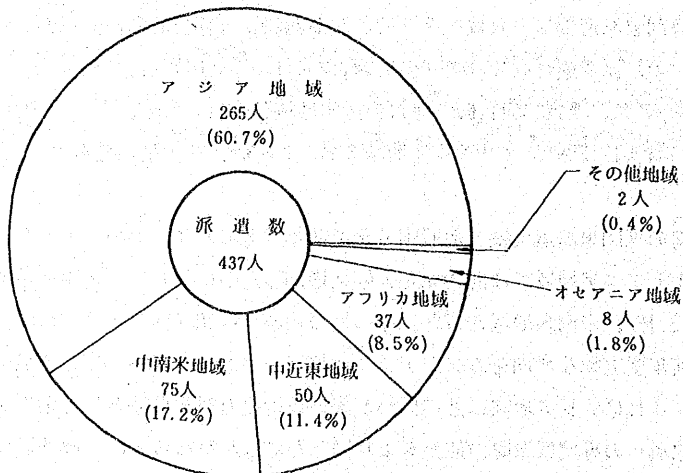 アジア地域
265人
(60.7%)
その他地域
2人
(0.4%)
派遣数
437人
オセアニア地域
8人
(1.8%)
アフリカ地域
37人
(8.5%)
中近東地域
50人
(11.4%)
中南米地域
75人
(17.2%)